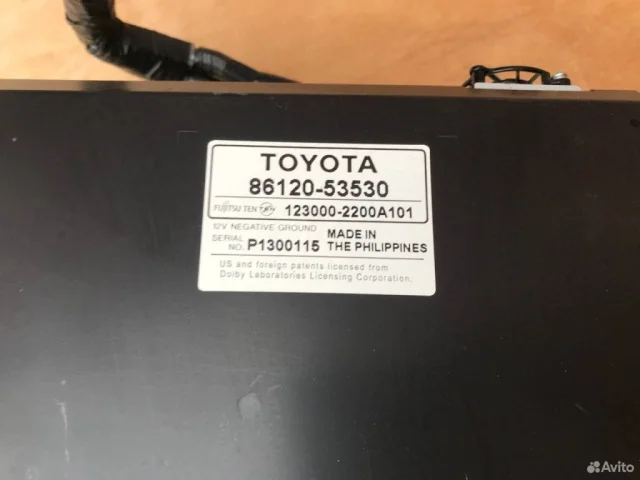 TOYOTA
86120-53530
FUJITSU TEN TEN 123000-2200A101
12V NEGATIVE GROUND
SERIAL NO. P1300115 MADE IN THE PHILIPPINES
US and foreign patents licensed from
Dolby Laboratories Licensing Corporation.
Avito